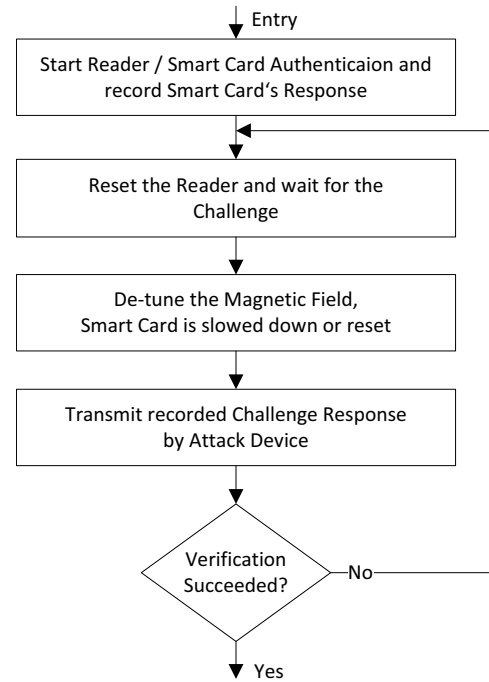 Entry
Start Reader / Smart Card Authenticaion and
record Smart Card‘s Response
Reset the Reader and wait for the
Challenge
De-tune the Magnetic Field,
Smart Card is slowed down or reset
Transmit recorded Challenge Response
by Attack Device
Verification
Succeeded?
No
Yes